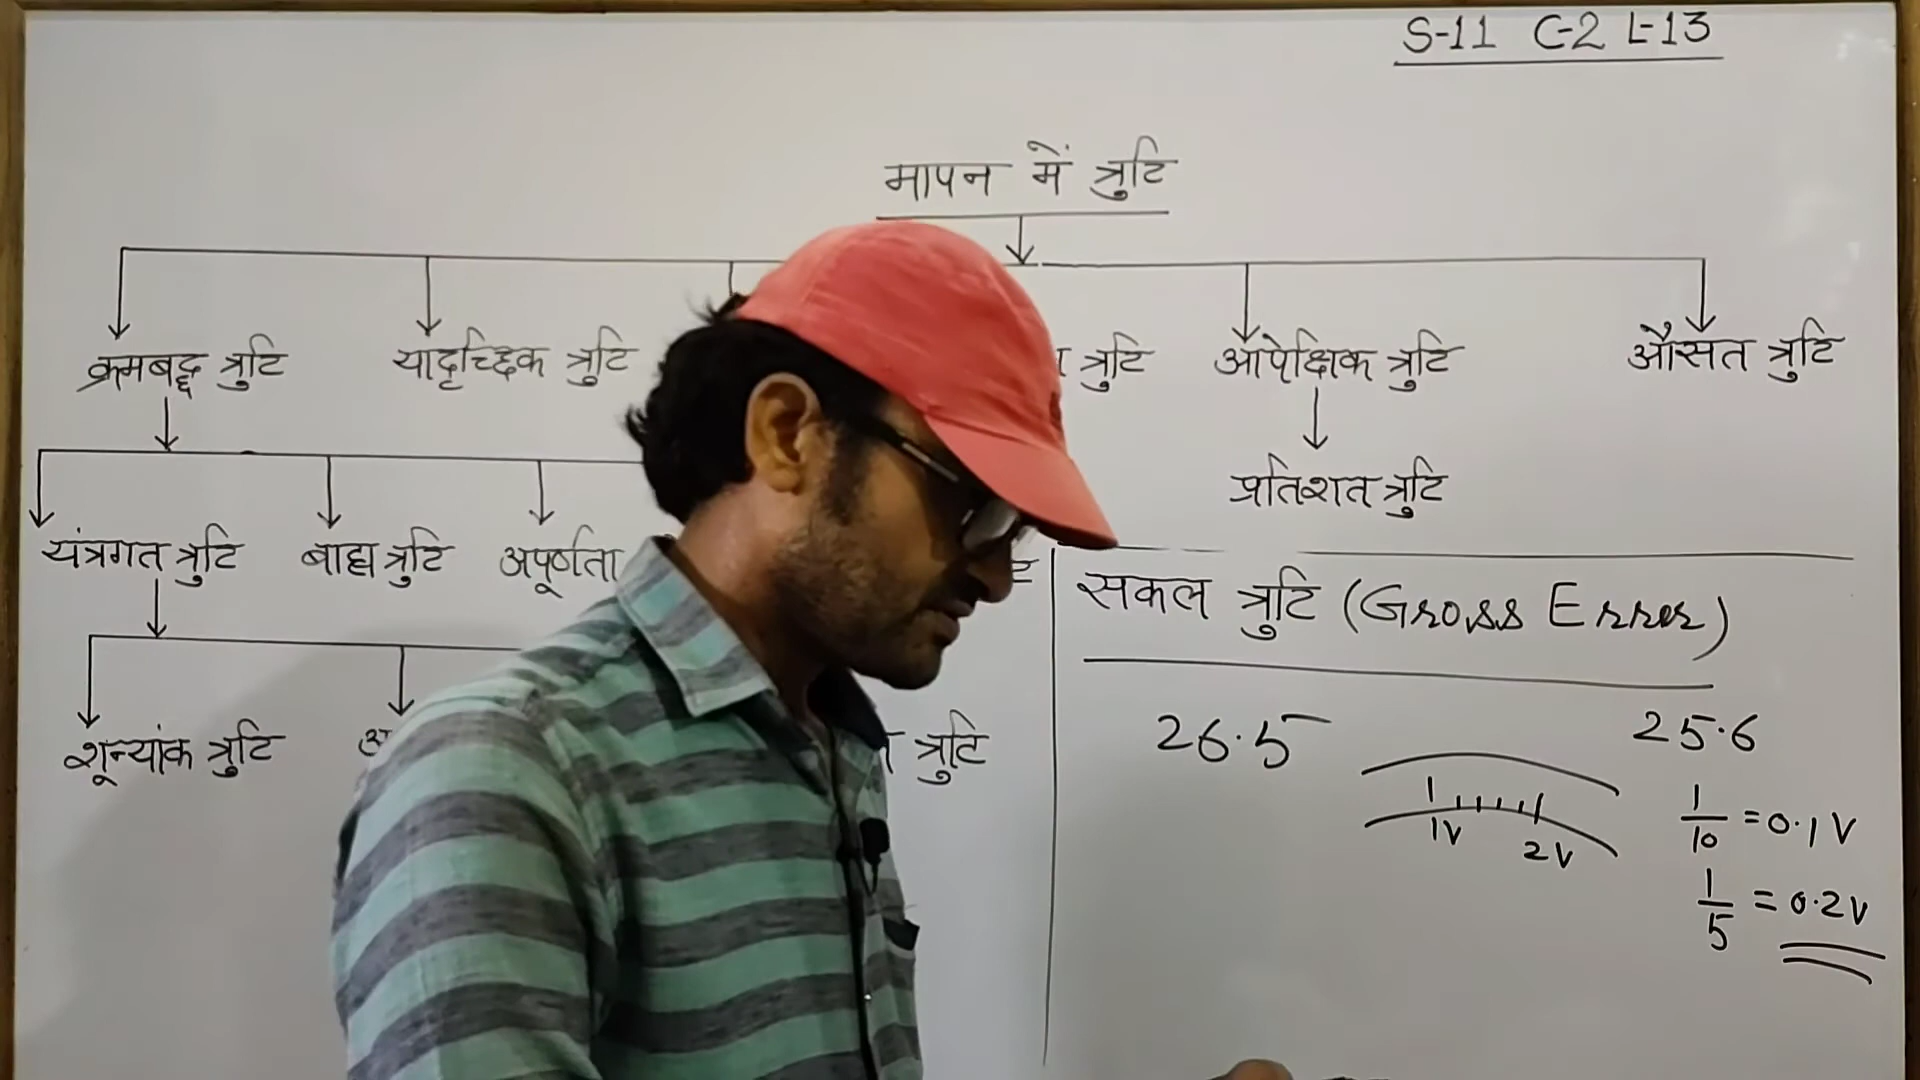 S-11 C-2 L-13
मापन में त्रुटि
क्रमबद्ध त्रुटि यादृच्छिक त्रुटि त्रुटि आपेक्षिक त्रुटि औसत त्रुटि
प्रतिशत त्रुटि
यंत्रगत त्रुटि बाह्य त्रुटि अपूर्णता
सकल त्रुटि (Gross Error)
शून्यांक त्रुटि त्रुटि
26.5 25.6
1V 2V
1/10 = 0.1V
1/5 = 0.2V